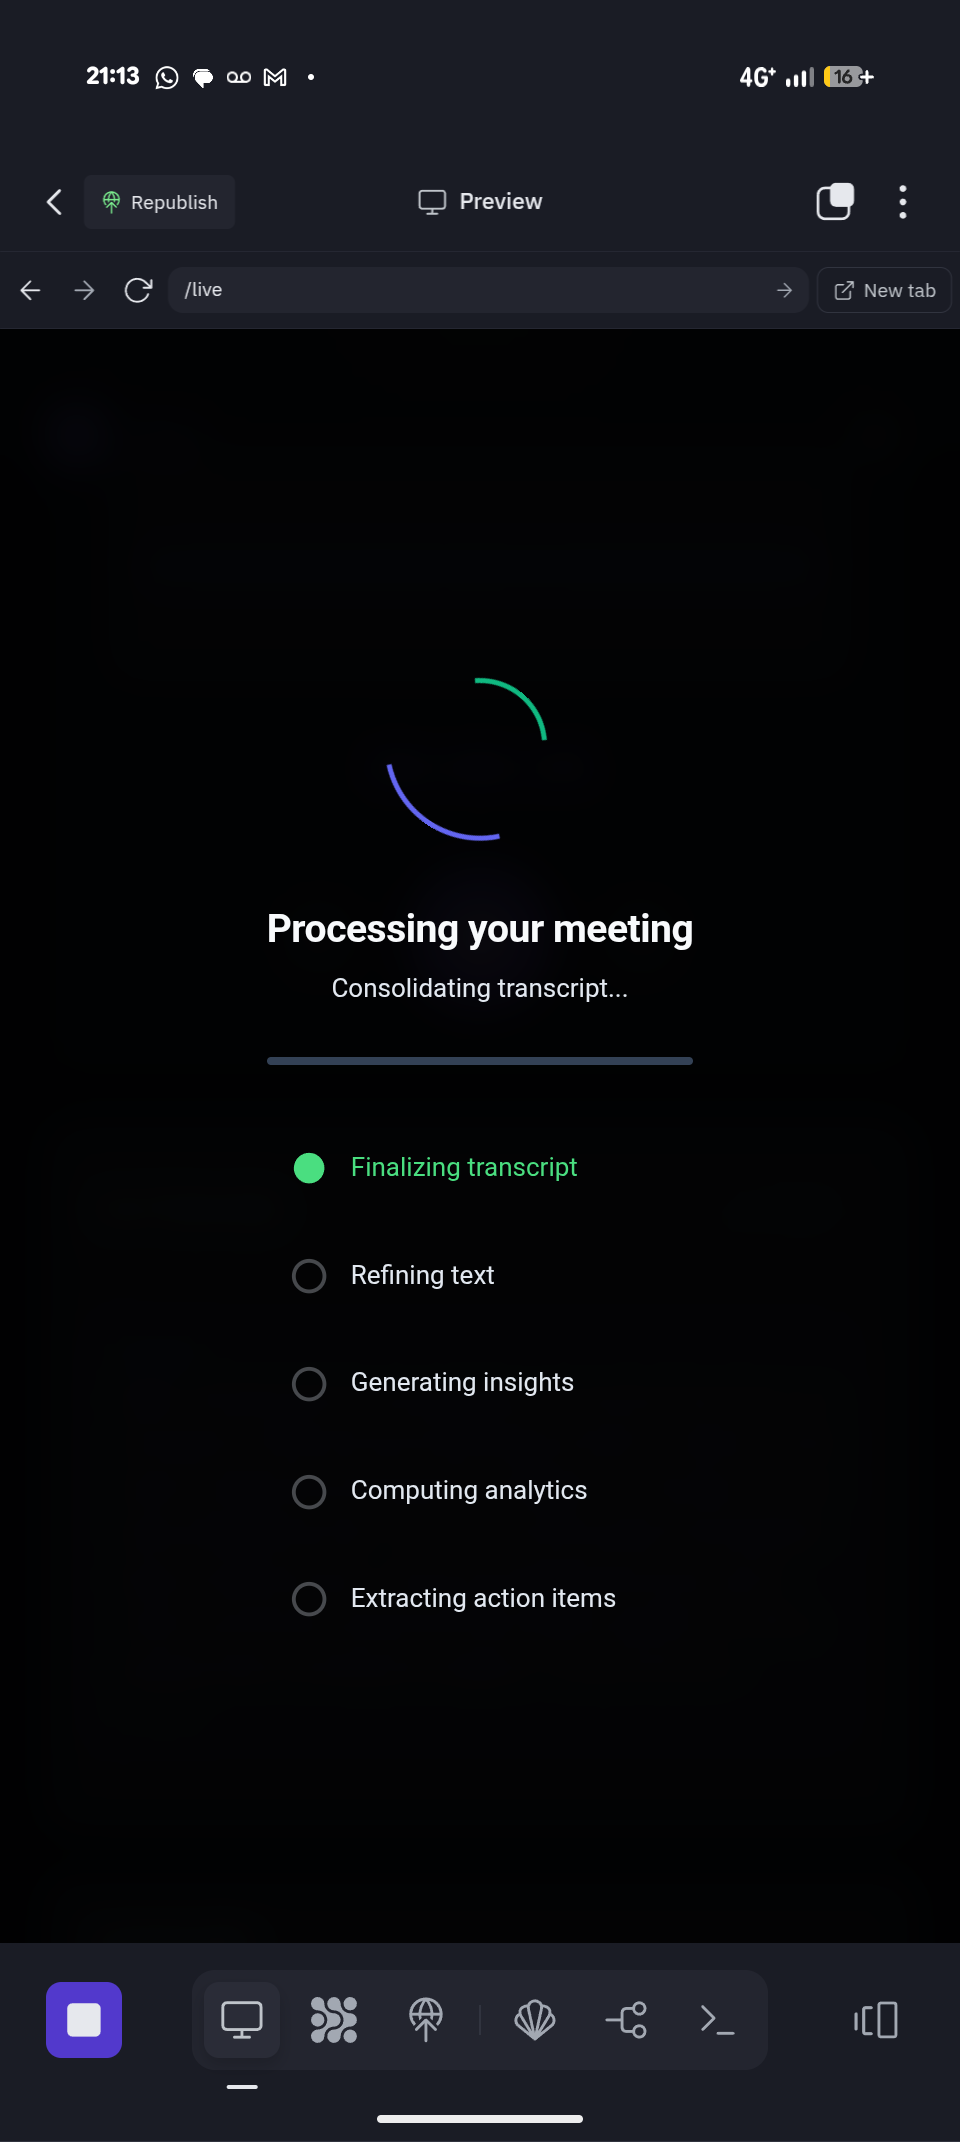 21:13
4G+
16
Republish
Preview
/live
New tab
Processing your meeting
Consolidating transcript...
Finalizing transcript
Refining text
Generating insights
Computing analytics
Extracting action items